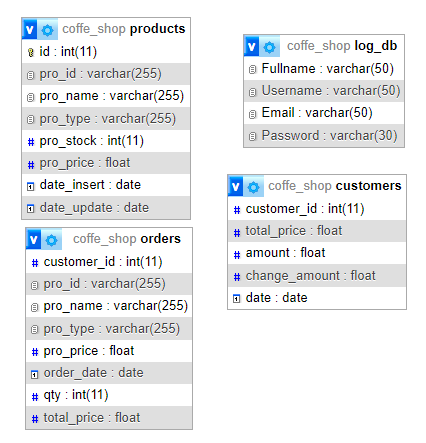 coffe_shop products
id : int(11)
pro_id : varchar(255)
pro_name : varchar(255)
pro_type : varchar(255)
pro_stock : int(11)
pro_price : float
date_insert : date
date_update : date
coffe_shop log_db
Fullname : varchar(50)
Username : varchar(50)
Email : varchar(50)
Password : varchar(30)
coffe_shop customers
customer_id : int(11)
total_price : float
amount : float
change_amount : float
date : date
coffe_shop orders
customer_id : int(11)
pro_id : varchar(255)
pro_name : varchar(255)
pro_type : varchar(255)
pro_price : float
order_date : date
qty : int(11)
total_price : float